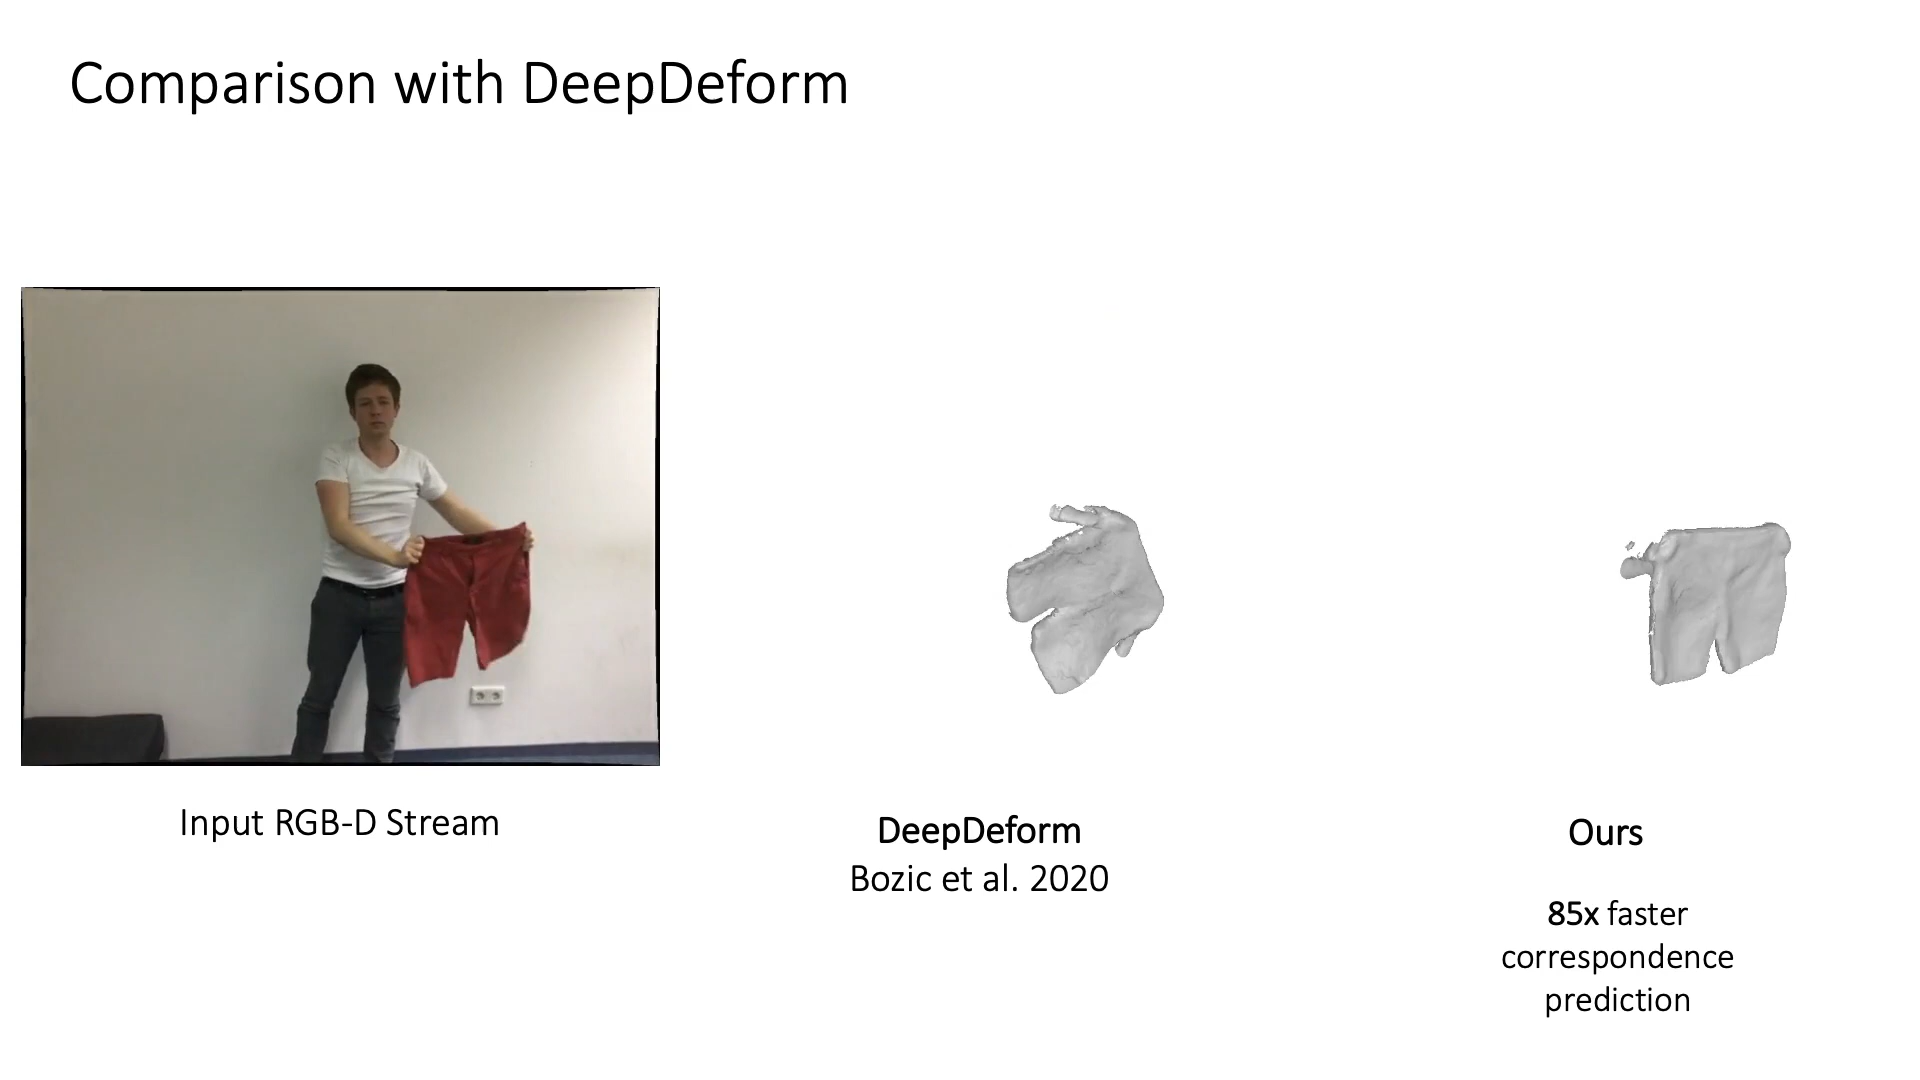 Comparison with DeepDeform
Input RGB-D Stream
DeepDeform
Bozic et al. 2020
Ours
85x faster
correspondence
prediction